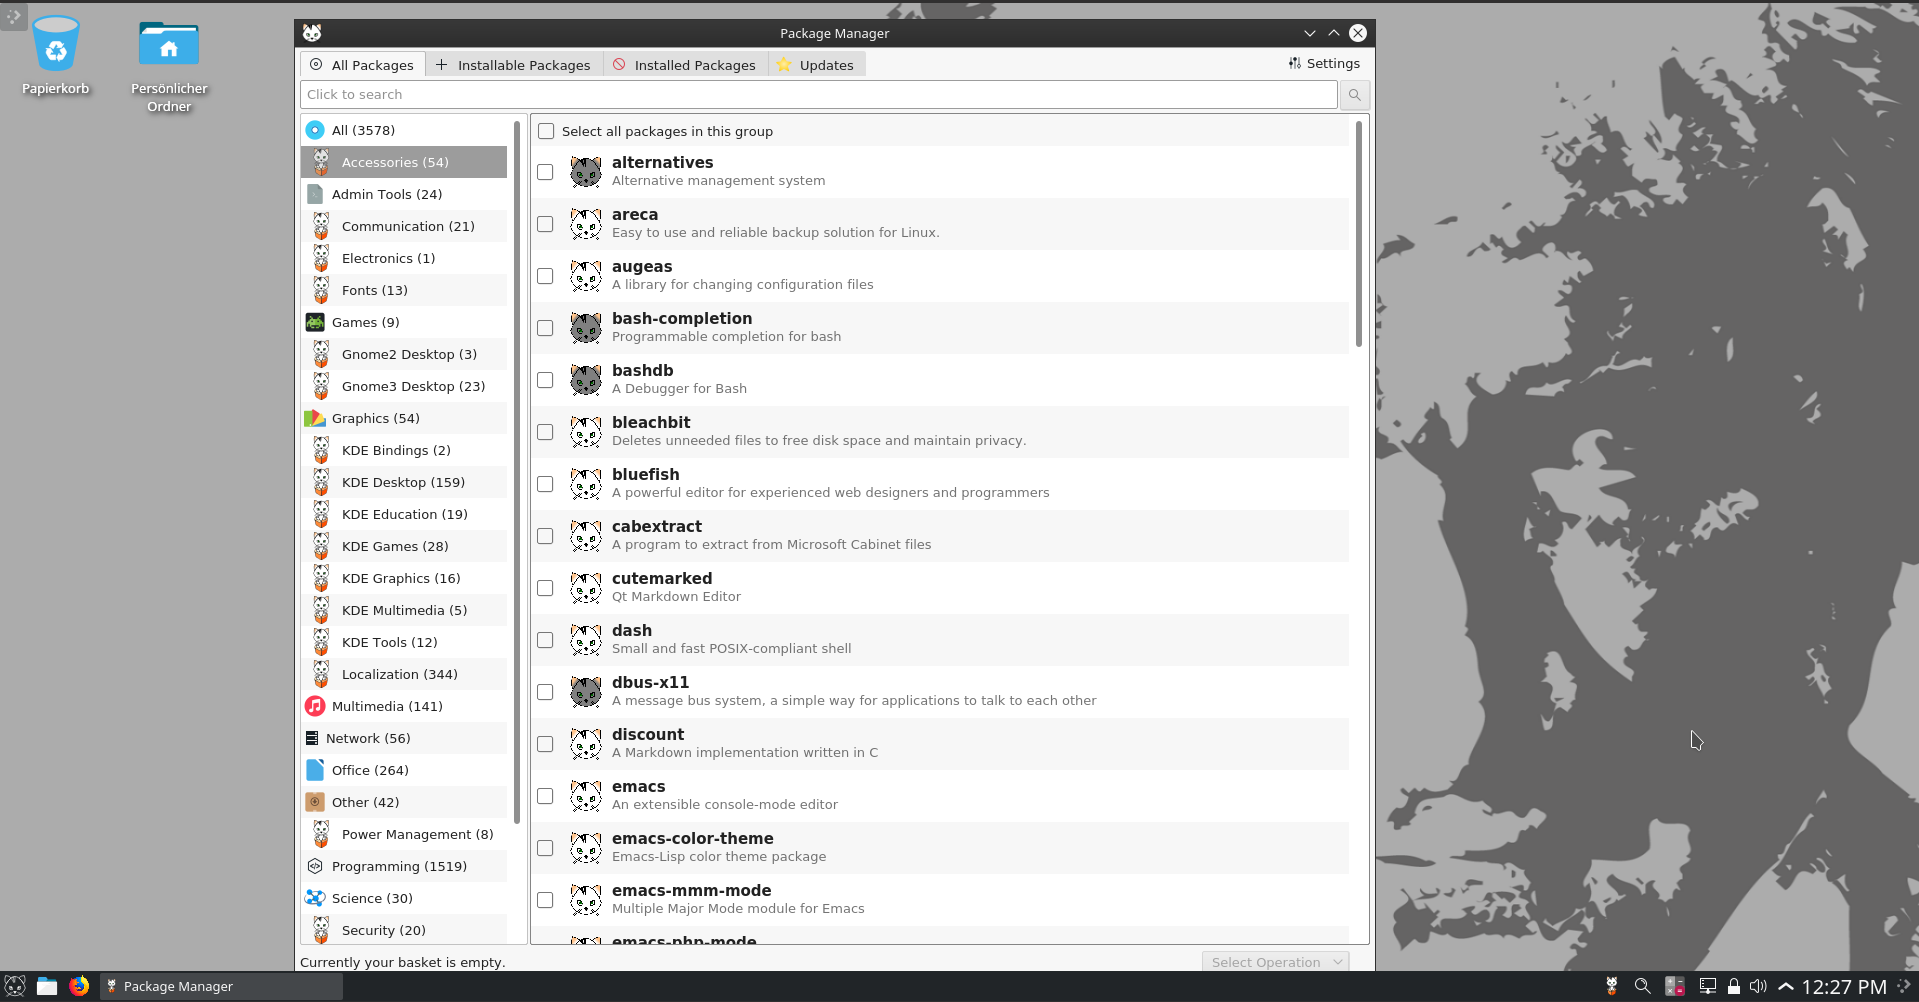 Papierkorb
Persönlicher
Ordner
Package Manager
All Packages
Installable Packages
Installed Packages
Updates
Settings
Click to search
All (3578)
Accessories (54)
Admin Tools (24)
Communication (21)
Electronics (1)
Fonts (13)
Games (9)
Gnome2 Desktop (3)
Gnome3 Desktop (23)
Graphics (54)
KDE Bindings (2)
KDE Desktop (159)
KDE Education (19)
KDE Games (28)
KDE Graphics (16)
KDE Multimedia (5)
KDE Tools (12)
Localization (344)
Multimedia (141)
Network (56)
Office (264)
Other (42)
Power Management (8)
Programming (1519)
Science (30)
Security (20)
Select all packages in this group
alternatives
Alternative management system
areca
Easy to use and reliable backup solution for Linux.
augeas
A library for changing configuration files
bash-completion
Programmable completion for bash
bashdb
A Debugger for Bash
bleachbit
Deletes unneeded files to free disk space and maintain privacy.
bluefish
A powerful editor for experienced web designers and programmers
cabextract
A program to extract from Microsoft Cabinet files
cutemarked
Qt Markdown Editor
dash
Small and fast POSIX-compliant shell
dbus-x11
A message bus system, a simple way for applications to talk to each other
discount
A Markdown implementation written in C
emacs
An extensible console-mode editor
emacs-color-theme
Emacs-Lisp color theme package
emacs-mmm-mode
Multiple Major Mode module for Emacs
emacs-php-mode
Currently your basket is empty.
Select Operation
Package Manager
12:27 PM